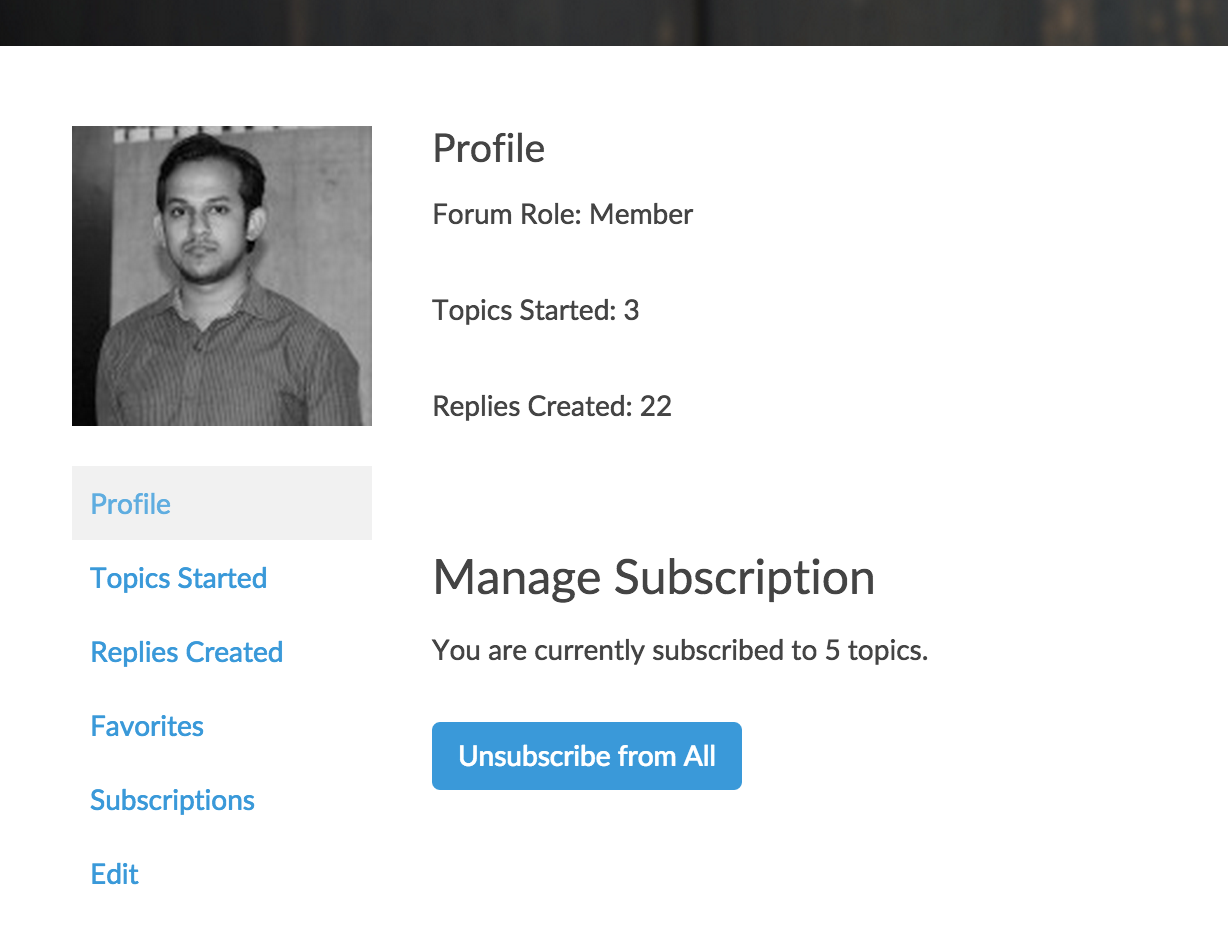 Profile
Forum Role: Member
Topics Started: 3
Replies Created: 22
Profile
Topics Started
Replies Created
Favorites
Subscriptions
Edit
Manage Subscription
You are currently subscribed to 5 topics.
Unsubscribe from All